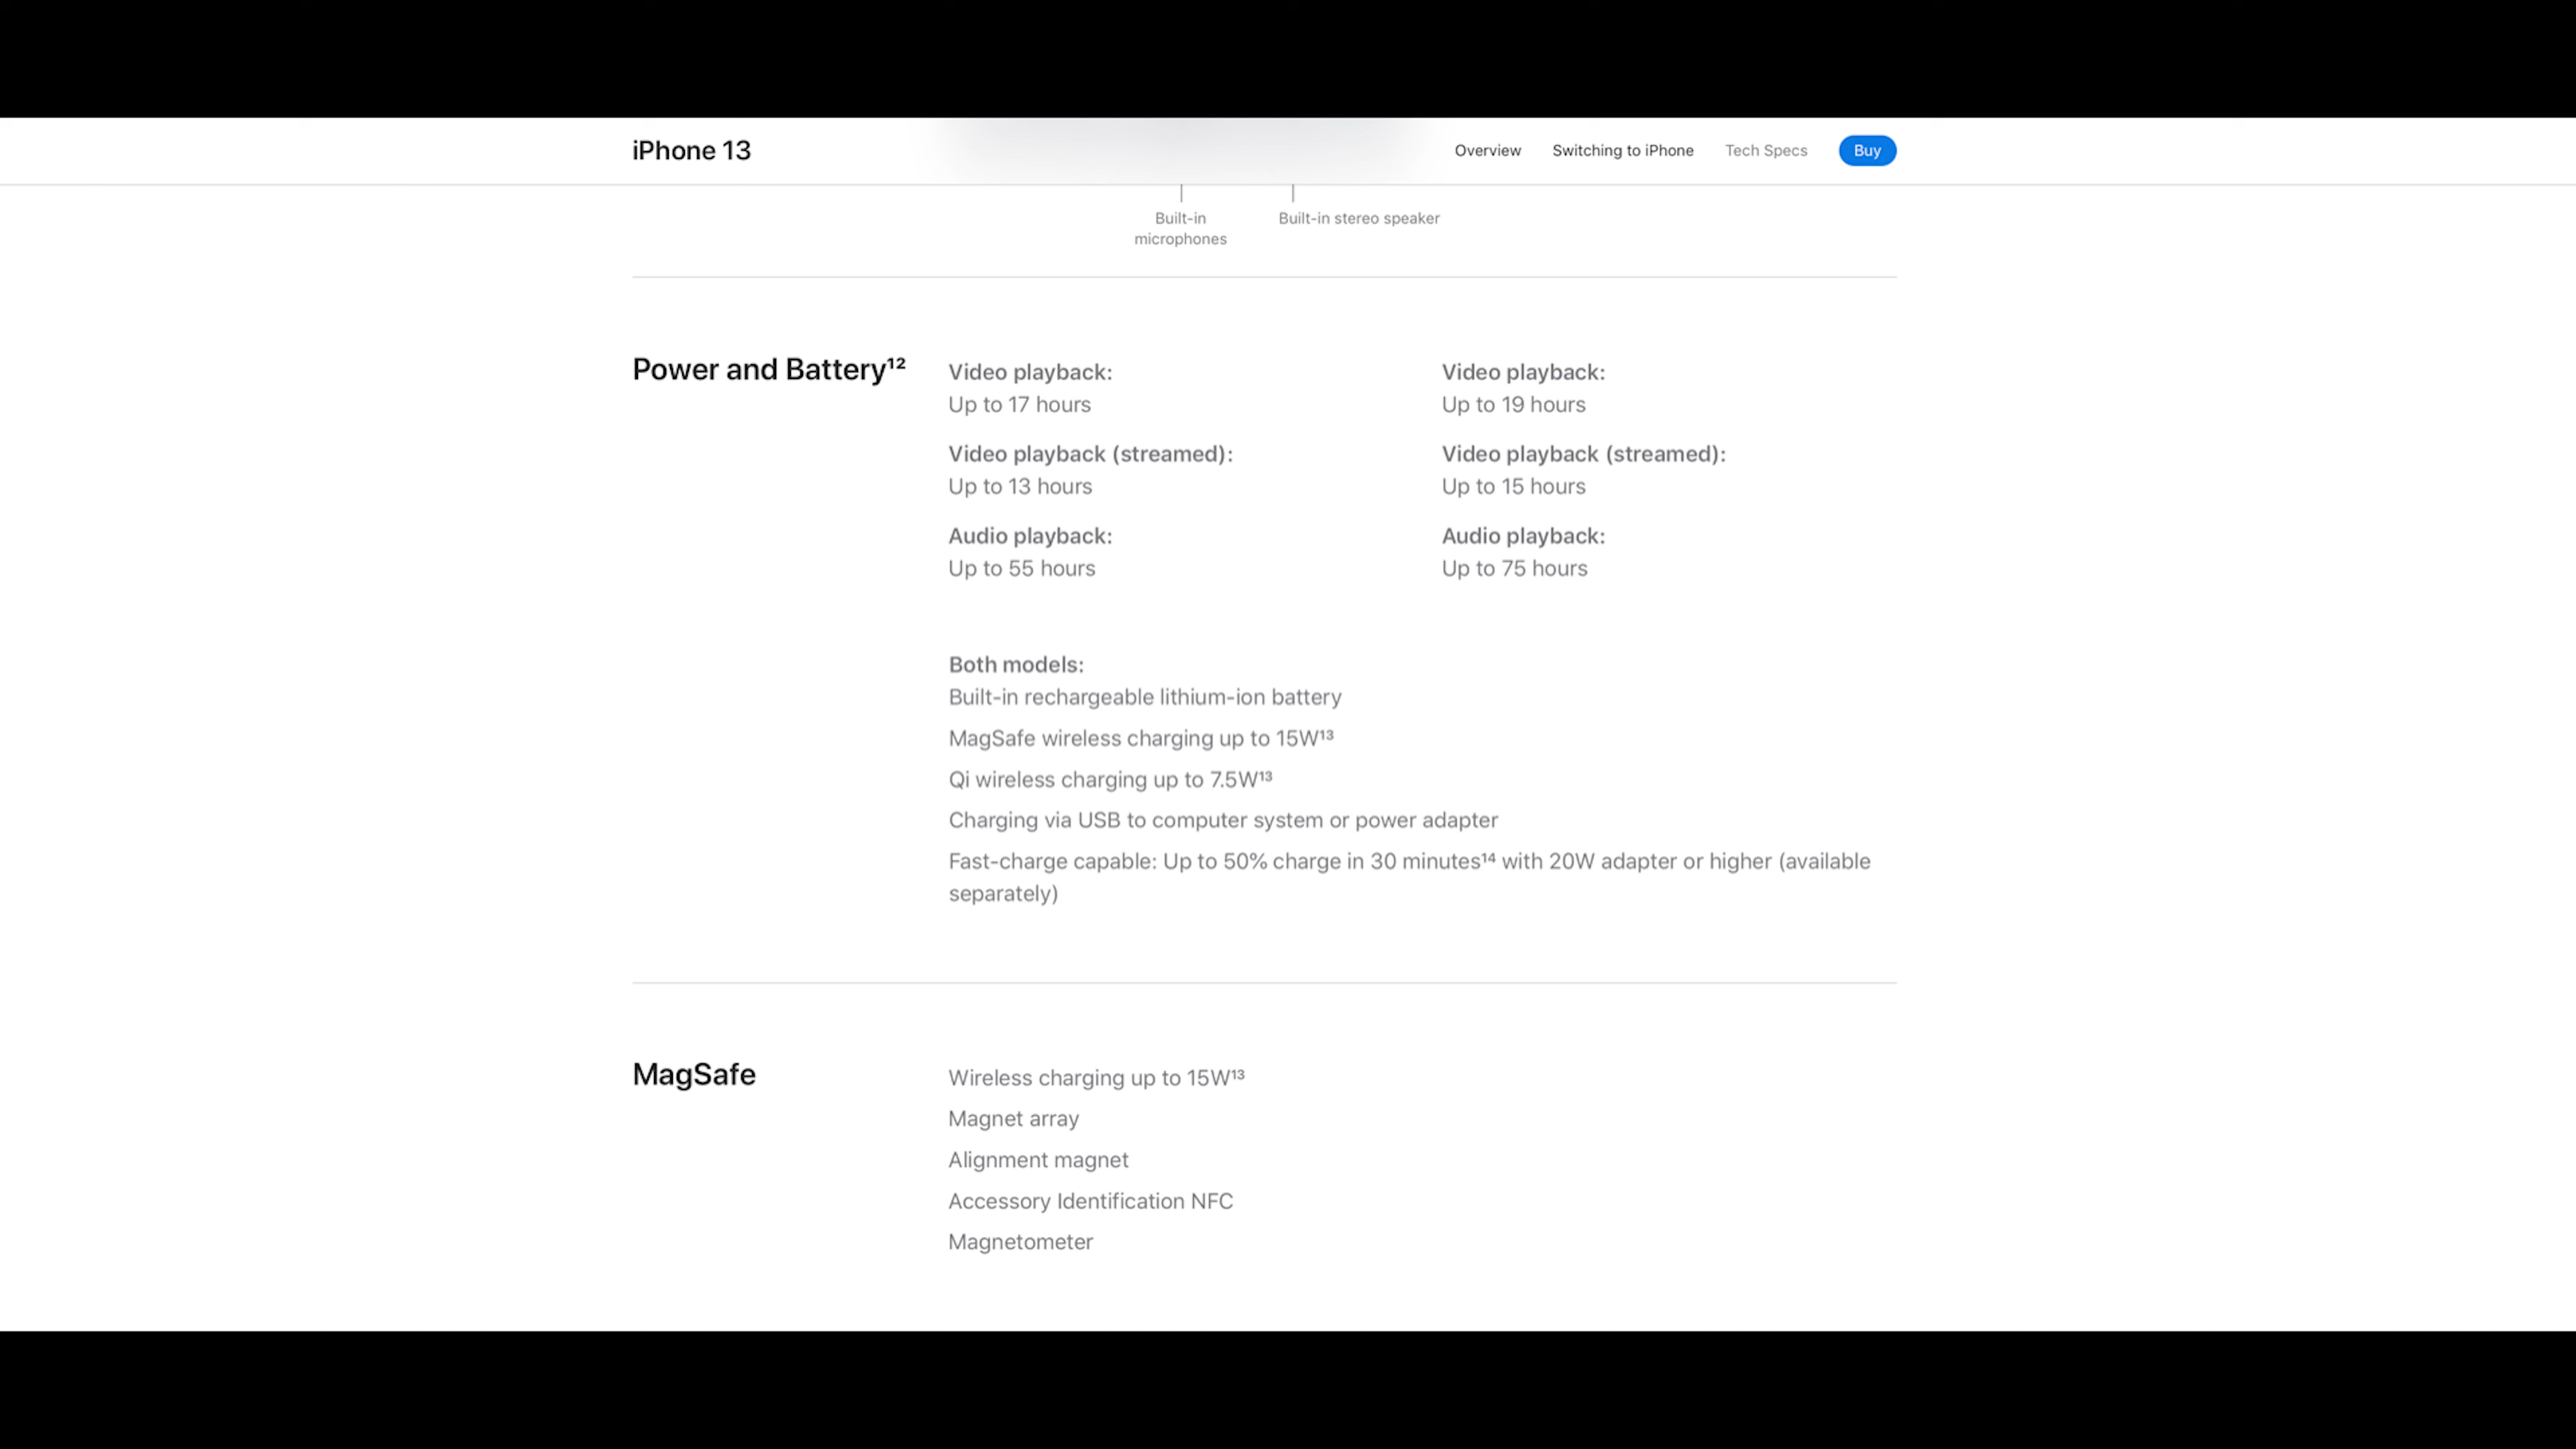 iPhone 13
Overview
Switching to iPhone
Tech Specs
Buy
Built-in
microphones
Built-in stereo speaker
Power and Battery¹²
Video playback:
Up to 17 hours
Video playback (streamed):
Up to 13 hours
Audio playback:
Up to 55 hours
Video playback:
Up to 19 hours
Video playback (streamed):
Up to 15 hours
Audio playback:
Up to 75 hours
Both models:
Built-in rechargeable lithium-ion battery
MagSafe wireless charging up to 15W¹³
Qi wireless charging up to 7.5W¹³
Charging via USB to computer system or power adapter
Fast-charge capable: Up to 50% charge in 30 minutes¹⁴ with 20W adapter or higher (available
separately)
MagSafe
Wireless charging up to 15W¹³
Magnet array
Alignment magnet
Accessory Identification NFC
Magnetometer